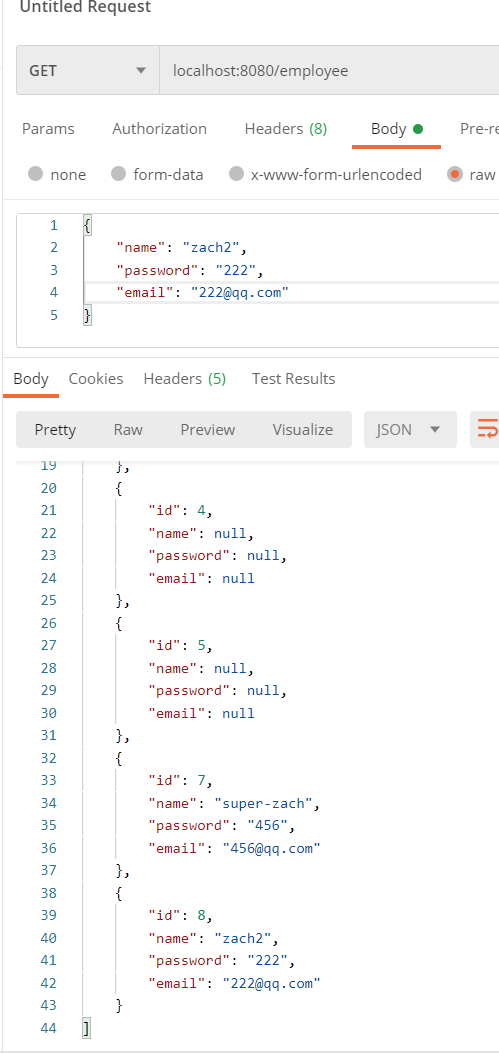 Untitled Request
GET localhost:8080/employee
Params Authorization Headers (8) Body Pre-re
none form-data x-www-form-urlencoded raw
1 {
2 "name": "zach2",
3 "password": "222",
4 "email": "222@qq.com"
5 }
Body Cookies Headers (5) Test Results
Pretty Raw Preview Visualize JSON
19 },
20 {
21 "id": 4,
22 "name": null,
23 "password": null,
24 "email": null
25 },
26 {
27 "id": 5,
28 "name": null,
29 "password": null,
30 "email": null
31 },
32 {
33 "id": 7,
34 "name": "super-zach",
35 "password": "456",
36 "email": "456@qq.com"
37 },
38 {
39 "id": 8,
40 "name": "zach2",
41 "password": "222",
42 "email": "222@qq.com"
43 }
44 ]